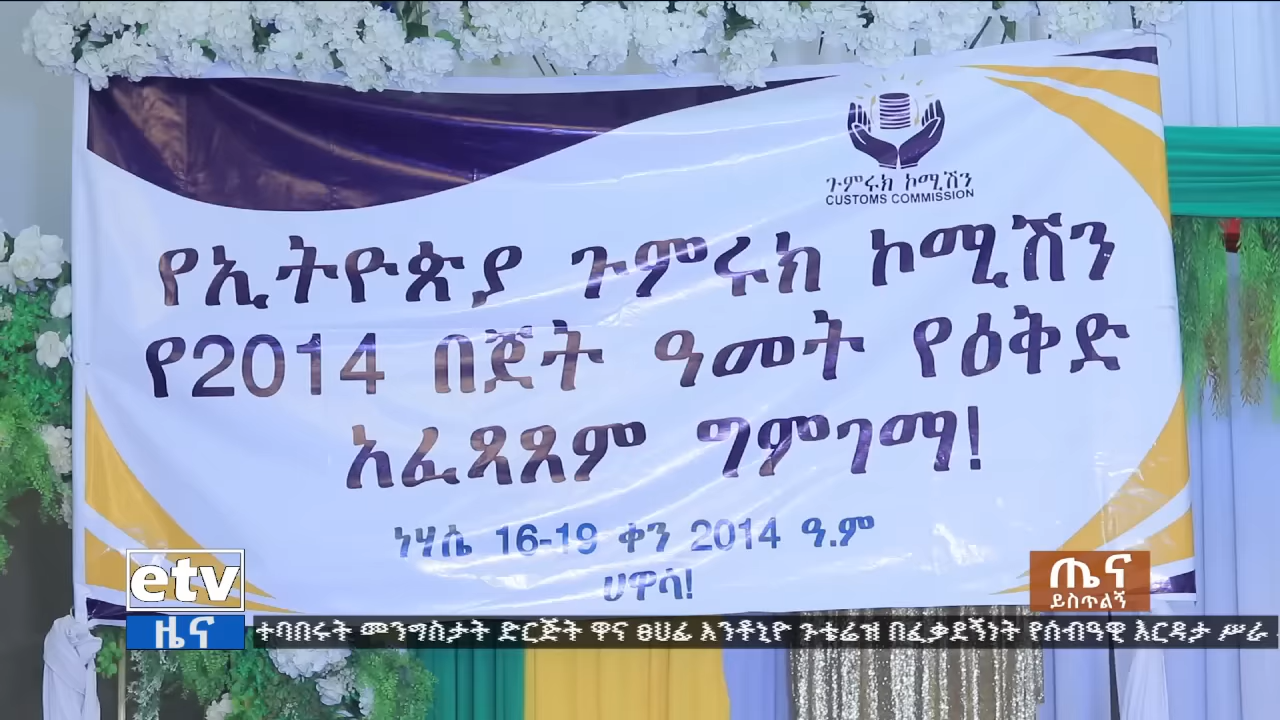 ጉምሩክ ኮሚሽን
CUSTOMS COMMISSION
የኢትዮጵያ ጉምሩክ ኮሚሽን
የ2014 በጀት ዓመት የዕቅድ
አፈጻጸም ግምገማ!
ነሃሴ 16-19 ቀን 2014 ዓ.ም
ሀዋሳ!
etv
ዜና
ጤና
ይስጥልኝ
ተባበሩት መንግስታት ድርጅት ዋና ፀሀፊ አንቶኒዮ ጉቴሬዝ በፈቃደኝነት የሰብዓዊ እርዳታ ሥራ